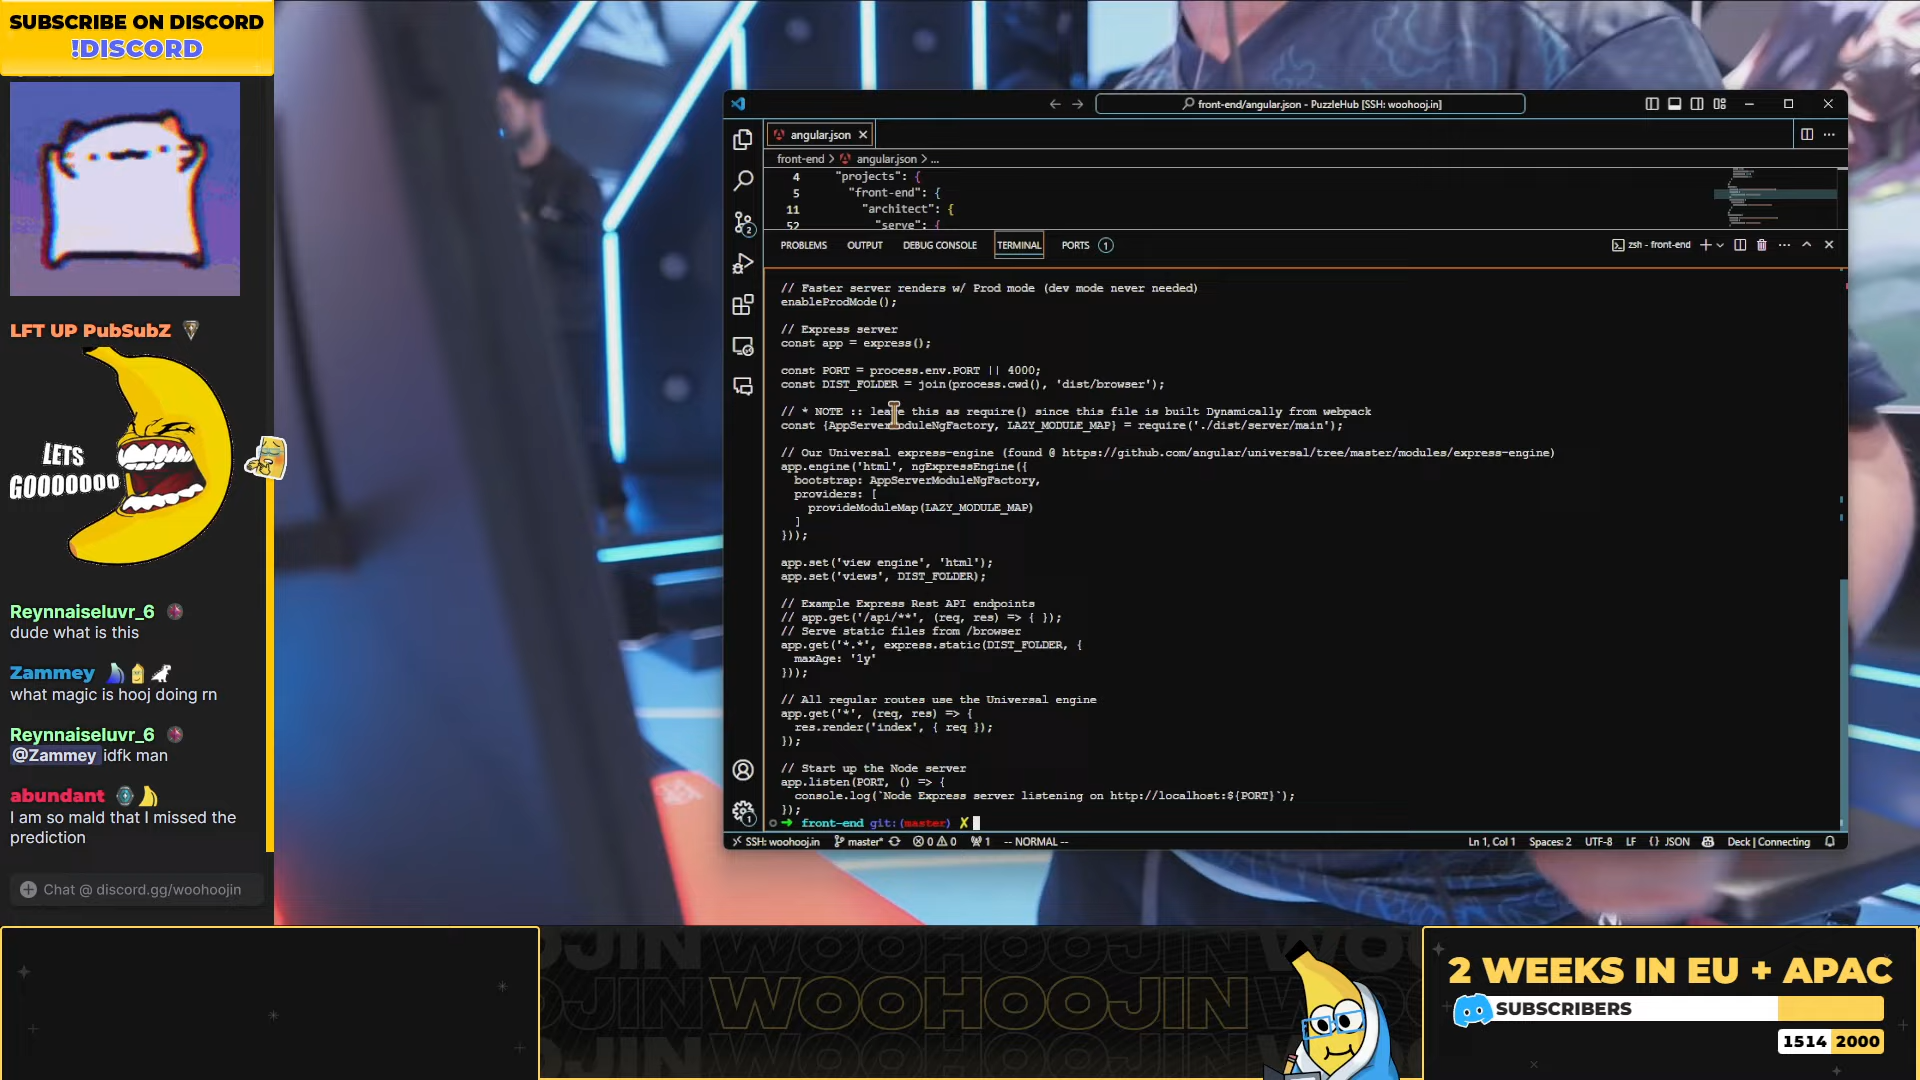 SUBSCRIBE ON DISCORD
!DISCORD
LFT UP PubSubZ
LETS
GOOOOOOO
Reynnaiseluvr_6
dude what is this
Zammey
what magic is hooj doing rn
Reynnaiseluvr_6
@Zammey idfk man
abundant
I am so mald that I missed the
prediction
Chat @ discord.gg/woohoojin
front-end/angular.json - PuzzleHub [SSH: woohooj.in]
angular.json
front-end > angular.json > ...
4 "projects": {
5 "front-end": {
11 "architect": {
52 "serve": {
PROBLEMS OUTPUT DEBUG CONSOLE TERMINAL PORTS 1
zsh - front-end
// Faster server renders w/ Prod mode (dev mode never needed)
enableProdMode();
// Express server
const app = express();
const PORT = process.env.PORT || 4000;
const DIST_FOLDER = join(process.cwd(), 'dist/browser');
// * NOTE :: leave this as require() since this file is built Dynamically from webpack
const {AppServerModuleNgFactory, LAZY_MODULE_MAP} = require('./dist/server/main');
// Our Universal express-engine (found @ https://github.com/angular/universal/tree/master/modules/express-engine)
app.engine('html', ngExpressEngine({
bootstrap: AppServerModuleNgFactory,
providers: [
provideModuleMap(LAZY_MODULE_MAP)
]
}));
app.set('view engine', 'html');
app.set('views', DIST_FOLDER);
// Example Express Rest API endpoints
// app.get('/api/**', (req, res) => { });
// Serve static files from /browser
app.get('*.*', express.static(DIST_FOLDER, {
maxAge: '1y'
}));
// All regular routes use the Universal engine
app.get('*', (req, res) => {
res.render('index', { req });
});
// Start up the Node server
app.listen(PORT, () => {
console.log(`Node Express server listening on http://localhost:${PORT}`);
});
➜ front-end git:(master) ✗
SSH: woohooj.in master* 0 0 1 -- NORMAL -- Ln 1, Col 1 Spaces: 2 UTF-8 LF {} JSON Deck | Connecting
WOOHOOJIN
2 WEEKS IN EU + APAC
SUBSCRIBERS
1514 2000